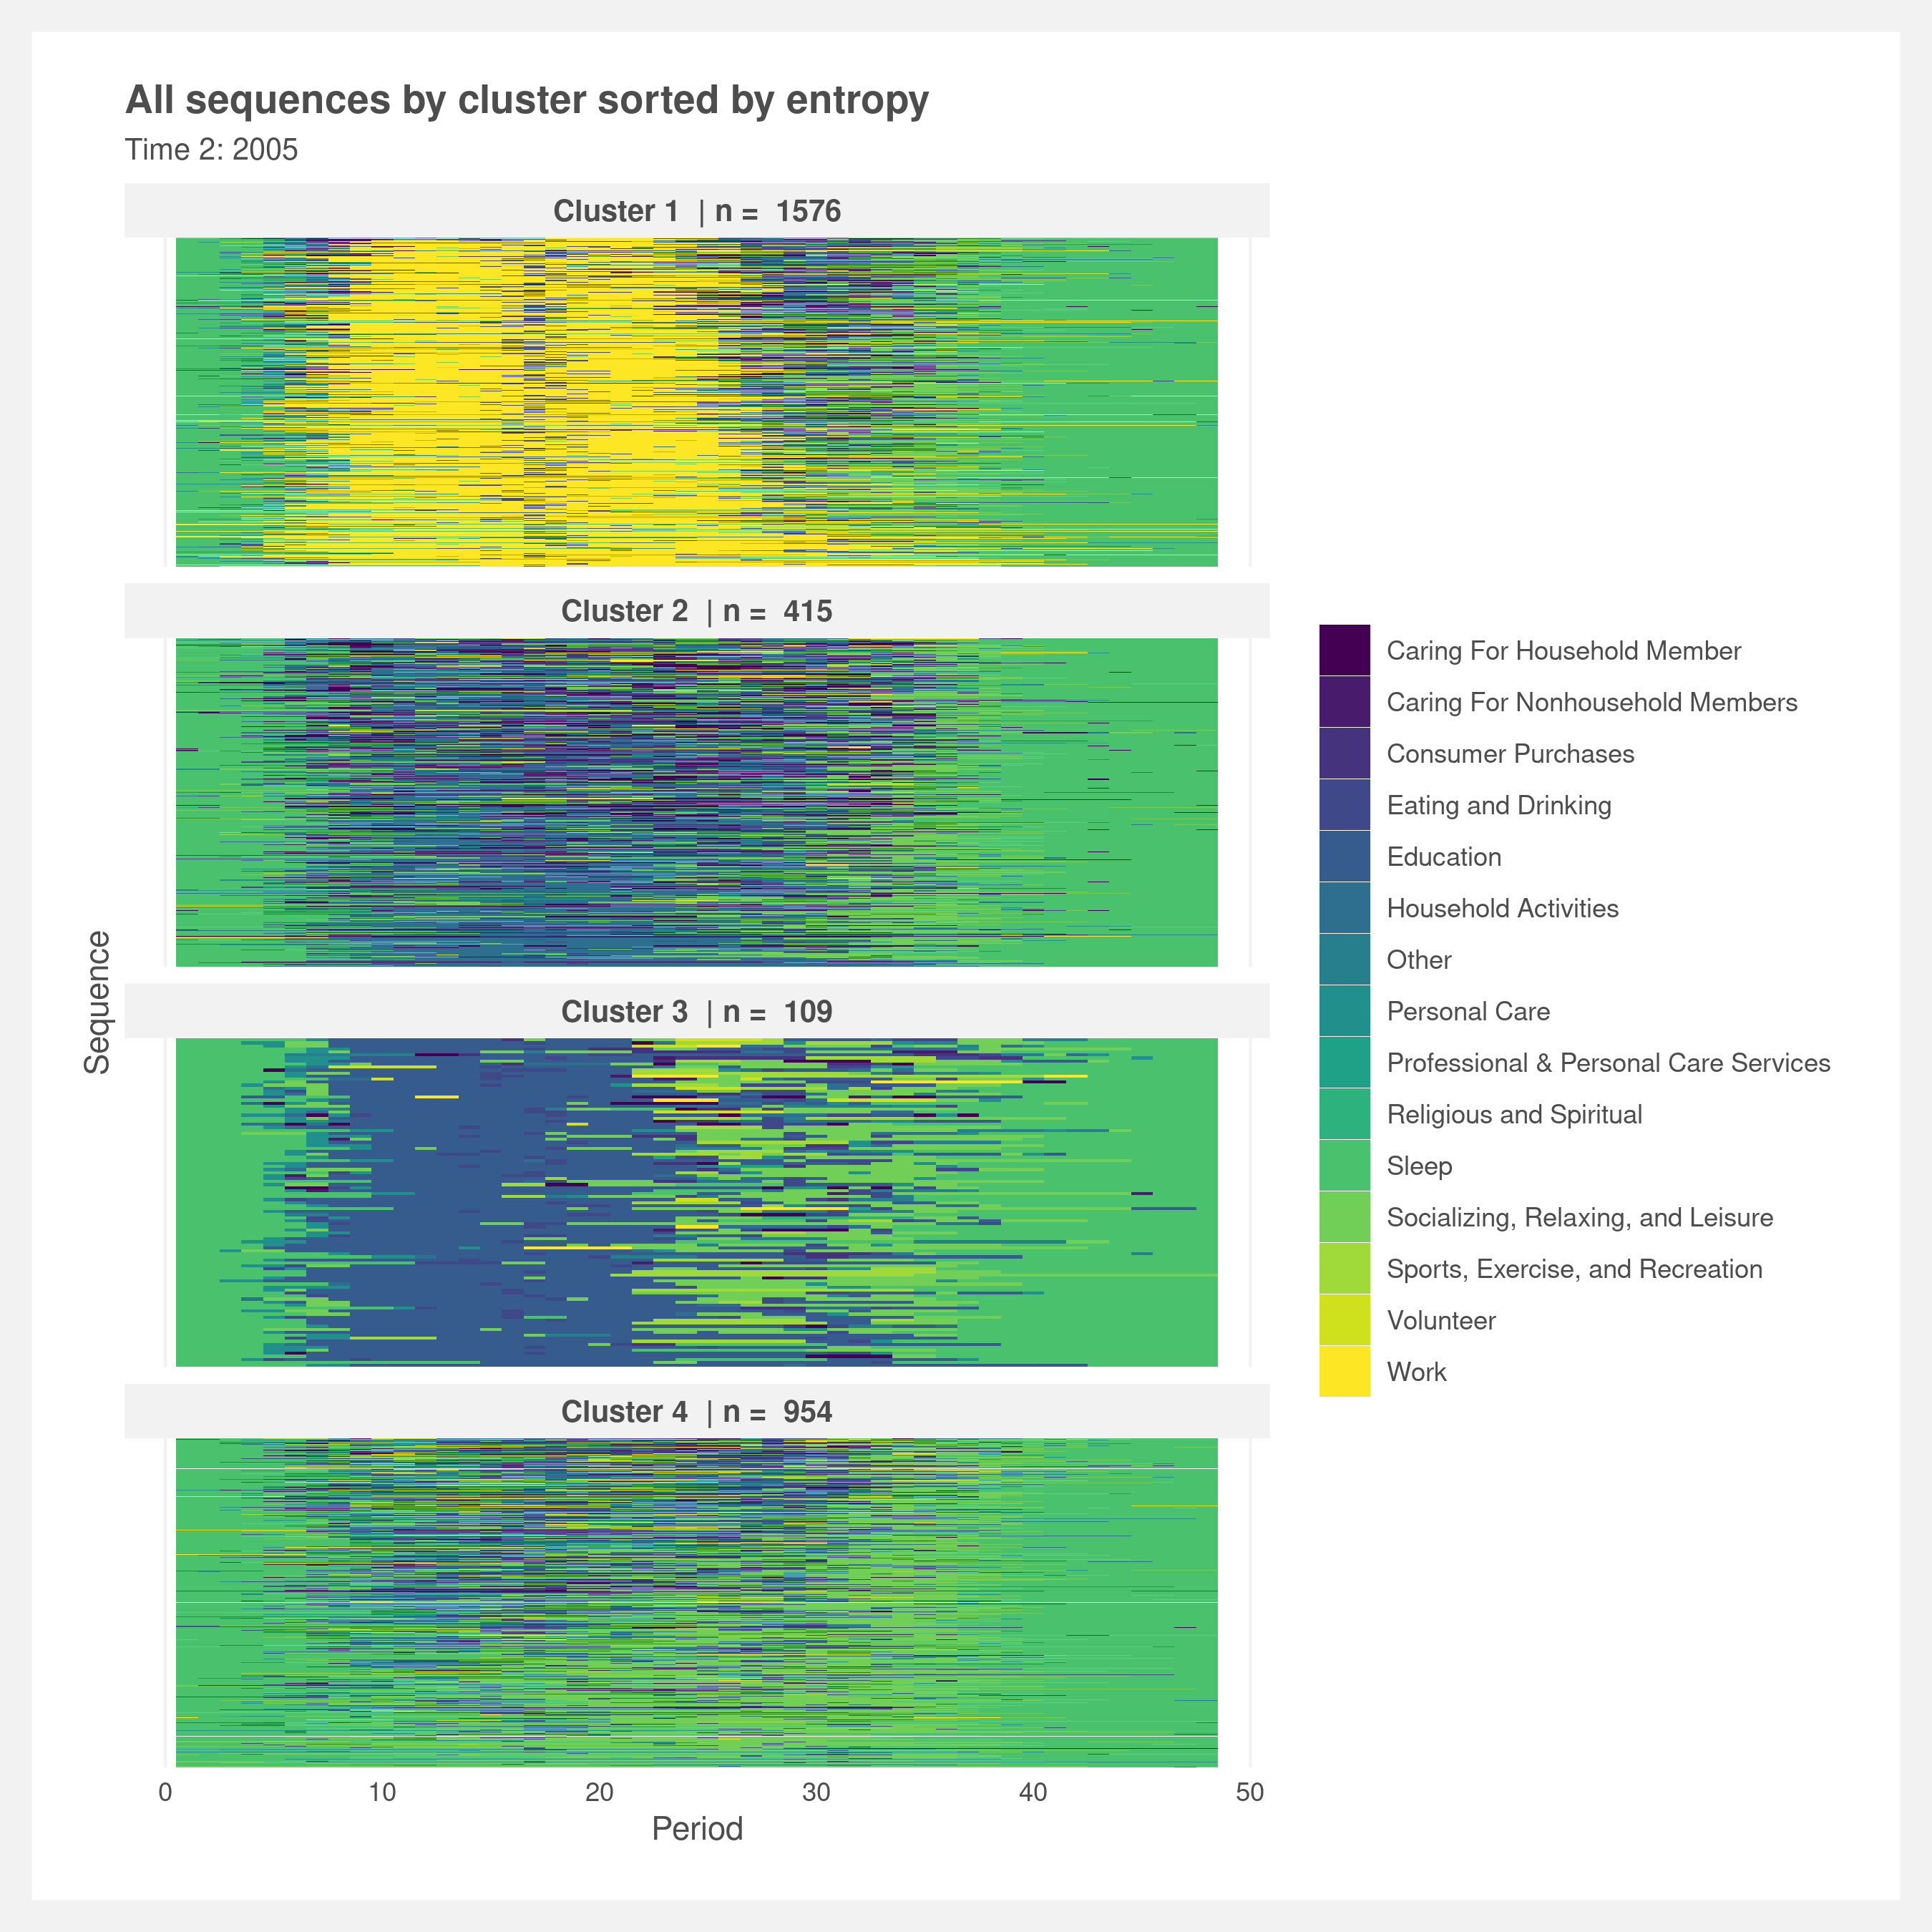 All sequences by cluster sorted by entropy
Time 2: 2005
Cluster 1 | n = 1576
Cluster 2 | n = 415
Cluster 3 | n = 109
Cluster 4 | n = 954
Sequence
0 10 20 30 40 50
Period
Caring For Household Member
Caring For Nonhousehold Members
Consumer Purchases
Eating and Drinking
Education
Household Activities
Other
Personal Care
Professional & Personal Care Services
Religious and Spiritual
Sleep
Socializing, Relaxing, and Leisure
Sports, Exercise, and Recreation
Volunteer
Work